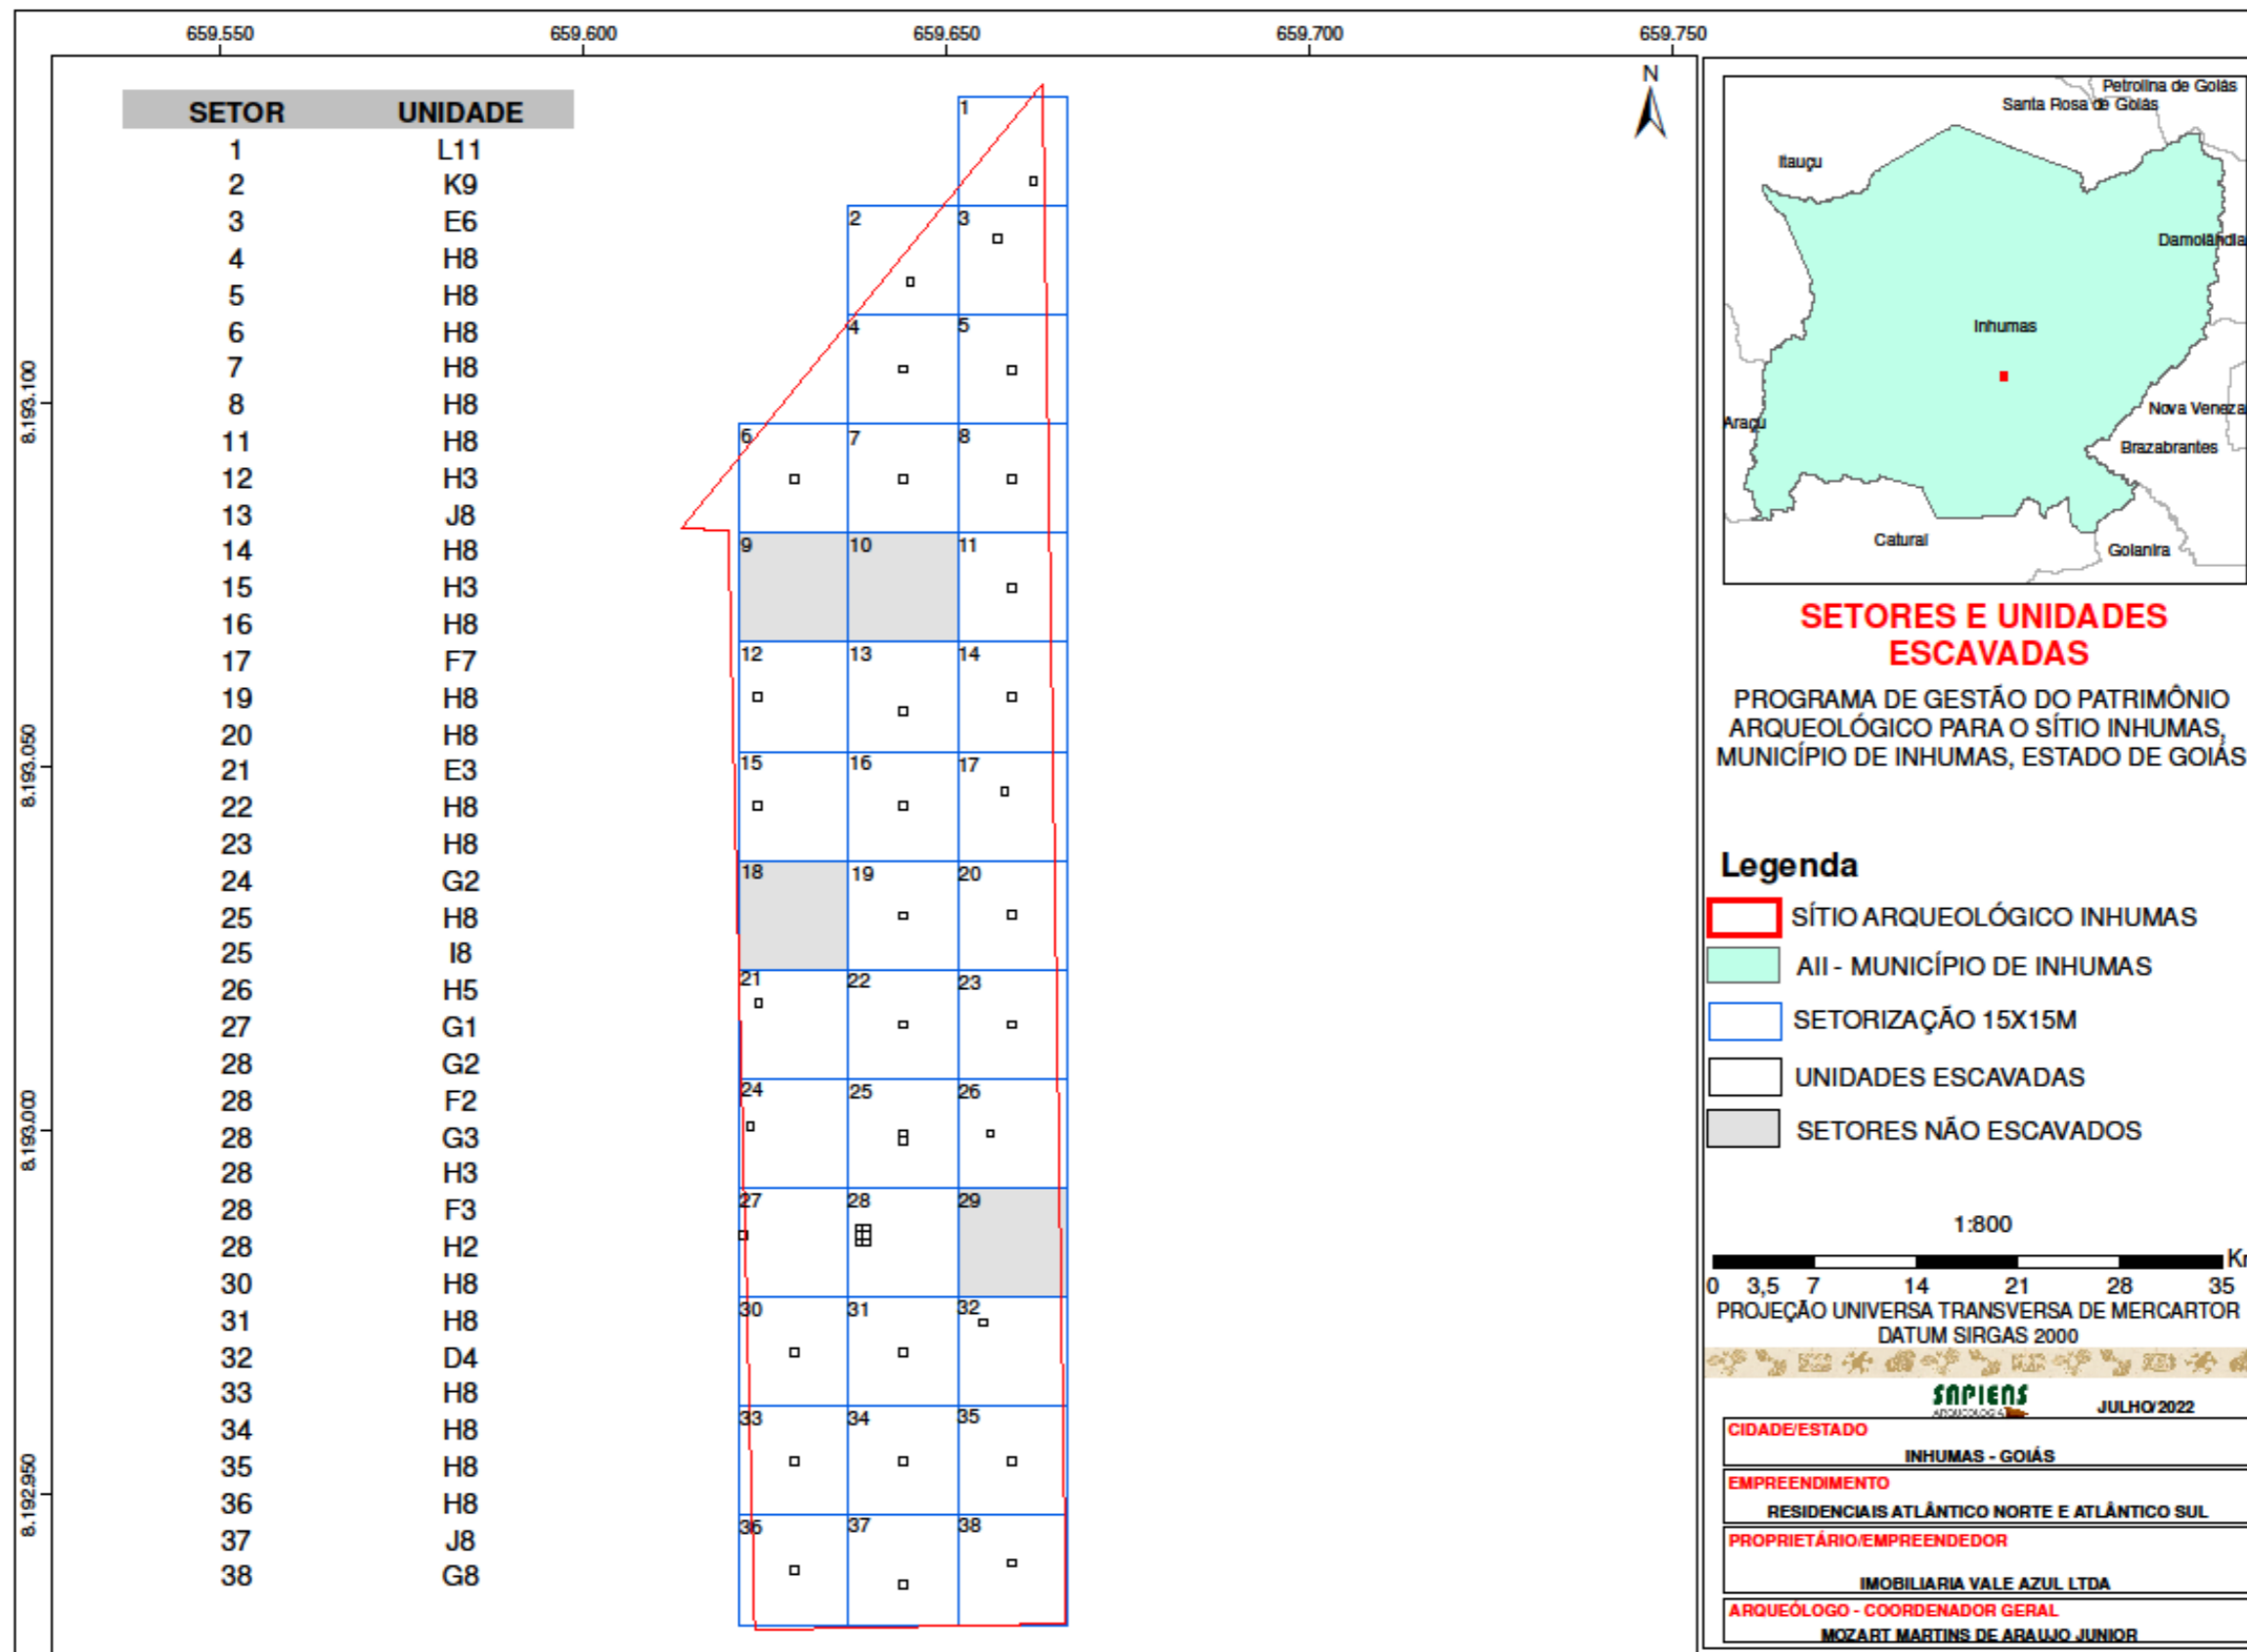 659.550 659.600 659.650 659.700 659.750
8.193.100
8.193.050
8.193.000
8.192.950
SETOR UNIDADE
1 L11
2 K9
3 E6
4 H8
5 H8
6 H8
7 H8
8 H8
11 H8
12 H3
13 J8
14 H8
15 H3
16 H8
17 F7
19 H8
20 H8
21 E3
22 H8
23 H8
24 G2
25 H8
25 I8
26 H5
27 G1
28 G2
28 F2
28 G3
28 H3
28 F3
28 H2
30 H8
31 H8
32 D4
33 H8
34 H8
35 H8
36 H8
37 J8
38 G8
1
2 3
4 5
6 7 8
9 10 11
12 13 14
15 16 17
18 19 20
21 22 23
24 25 26
27 28 29
30 31 32
33 34 35
36 37 38
N
Petrolina de Goiás
Santa Rosa de Goiás
Itauçu
Damolândia
Inhumas
Nova Veneza
Araçu
Brazabrantes
Caturaí
Goianira
SETORES E UNIDADES
ESCAVADAS
PROGRAMA DE GESTÃO DO PATRIMÔNIO
ARQUEOLÓGICO PARA O SÍTIO INHUMAS,
MUNICÍPIO DE INHUMAS, ESTADO DE GOIÁS
Legenda
SÍTIO ARQUEOLÓGICO INHUMAS
AII - MUNICÍPIO DE INHUMAS
SETORIZAÇÃO 15X15M
UNIDADES ESCAVADAS
SETORES NÃO ESCAVADOS
1:800
0 3,5 7 14 21 28 35
PROJEÇÃO UNIVERSA TRANSVERSA DE MERCARTOR
DATUM SIRGAS 2000
SAPIENS
ARQUEOLOGIA
JULHO/2022
CIDADE/ESTADO
INHUMAS - GOIÁS
EMPREENDIMENTO
RESIDENCIAIS ATLÂNTICO NORTE E ATLÂNTICO SUL
PROPRIETÁRIO/EMPREENDEDOR
IMOBILIARIA VALE AZUL LTDA
ARQUEÓLOGO - COORDENADOR GERAL
MOZART MARTINS DE ARAUJO JUNIOR